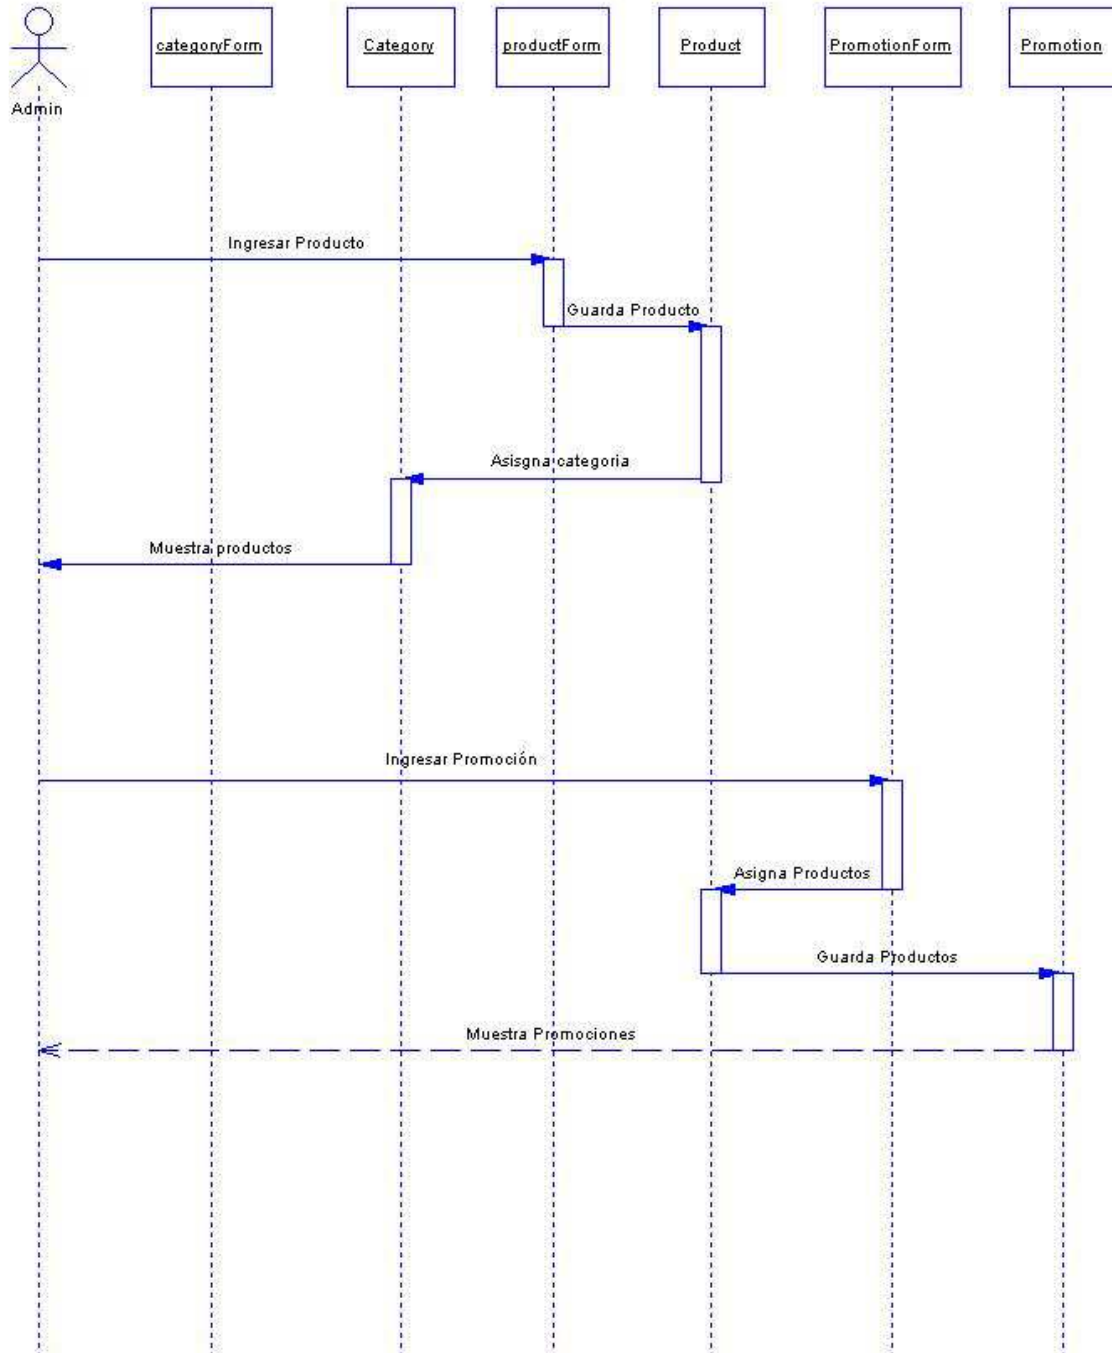 categoryForm
Category
productForm
Product
PromotionForm
Promotion
Admin
Ingresar Producto
Guarda Producto
Asisgna categoria
Muestra productos
Ingresar Promoción
Asigna Productos
Guarda Productos
Muestra Promociones